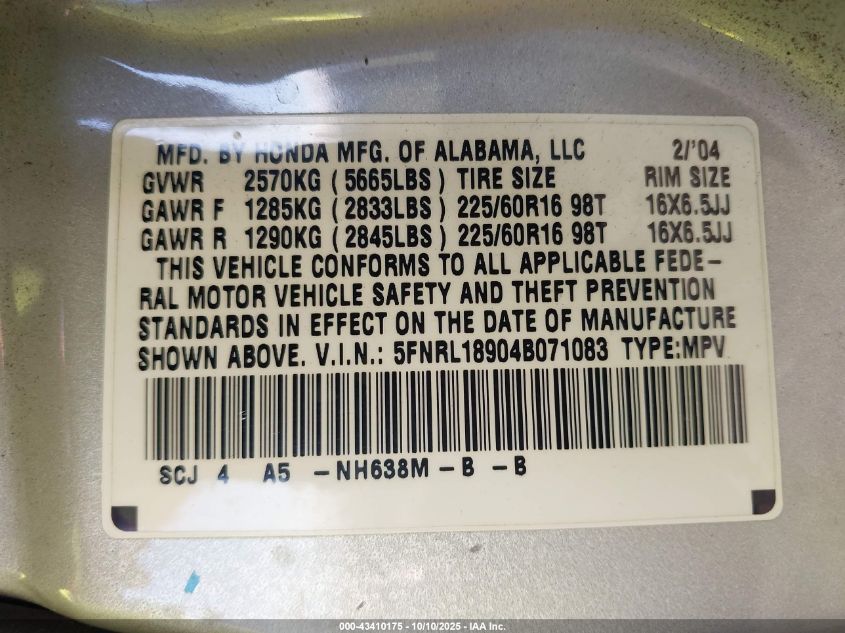 MFD. BY HONDA MFG. OF ALABAMA, LLC 2/'04
GVWR 2570KG (5665LBS) TIRE SIZE RIM SIZE
GAWR F 1285KG (2833LBS) 225/60R16 98T 16X6.5JJ
GAWR R 1290KG (2845LBS) 225/60R16 98T 16X6.5JJ
THIS VEHICLE CONFORMS TO ALL APPLICABLE FEDE-
RAL MOTOR VEHICLE SAFETY AND THEFT PREVENTION
STANDARDS IN EFFECT ON THE DATE OF MANUFACTURE
SHOWN ABOVE. V.I.N.: 5FNRL18904B071083 TYPE:MPV
SCJ 4 A5 -NH638M -B -B
000-43410175 - 10/10/2025 - IAA Inc.